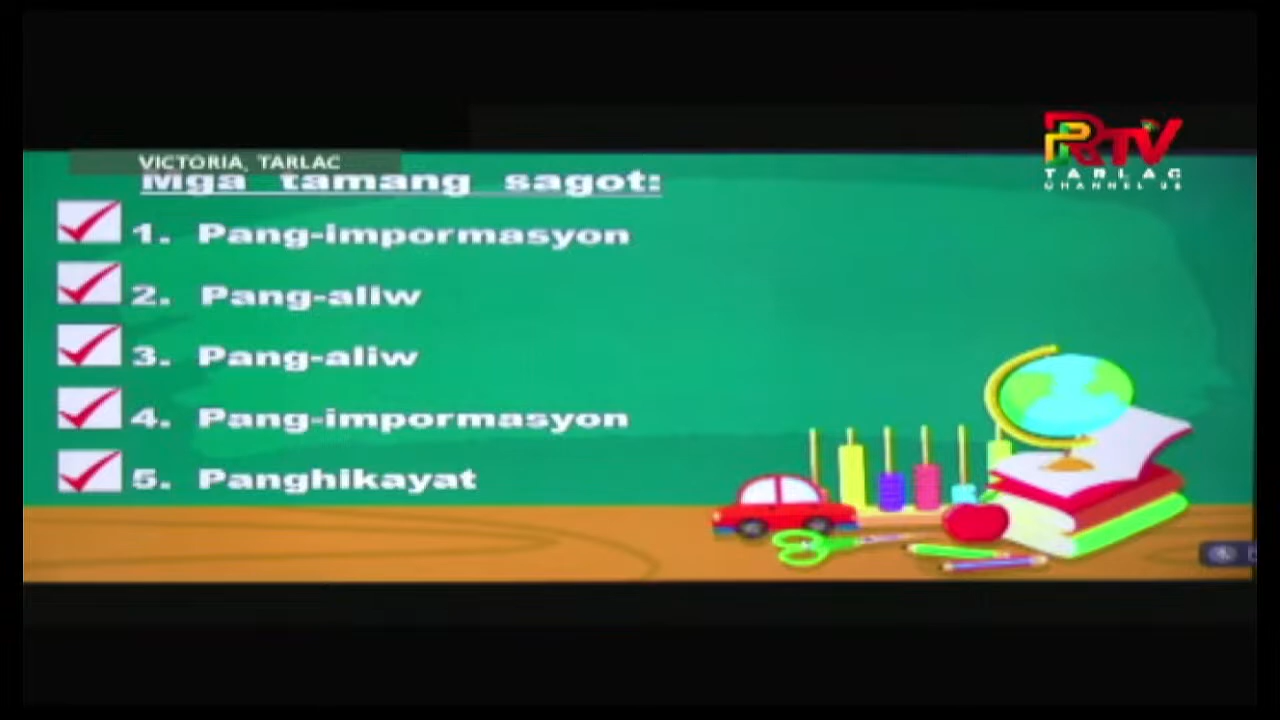 VICTORIA, TARLAC
PRTV
TARLAC
Mga tamang sagot:
1. Pang-impormasyon
2. Pang-aliw
3. Pang-aliw
4. Pang-impormasyon
5. Panghikayat